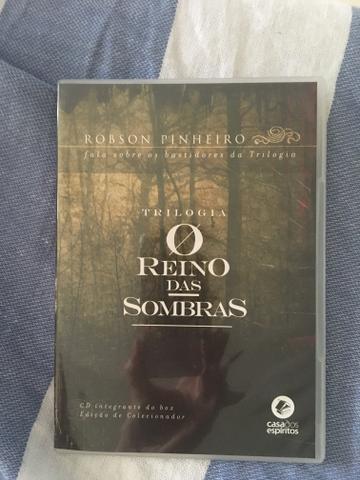 ROBSON PINHEIRO
fala sobre os bastidores da Trilogia
TRILOGIA
O
REINO
DAS
SOMBRAS
CD integrante do box
Edição de Colecionador
casa dos
espíritos